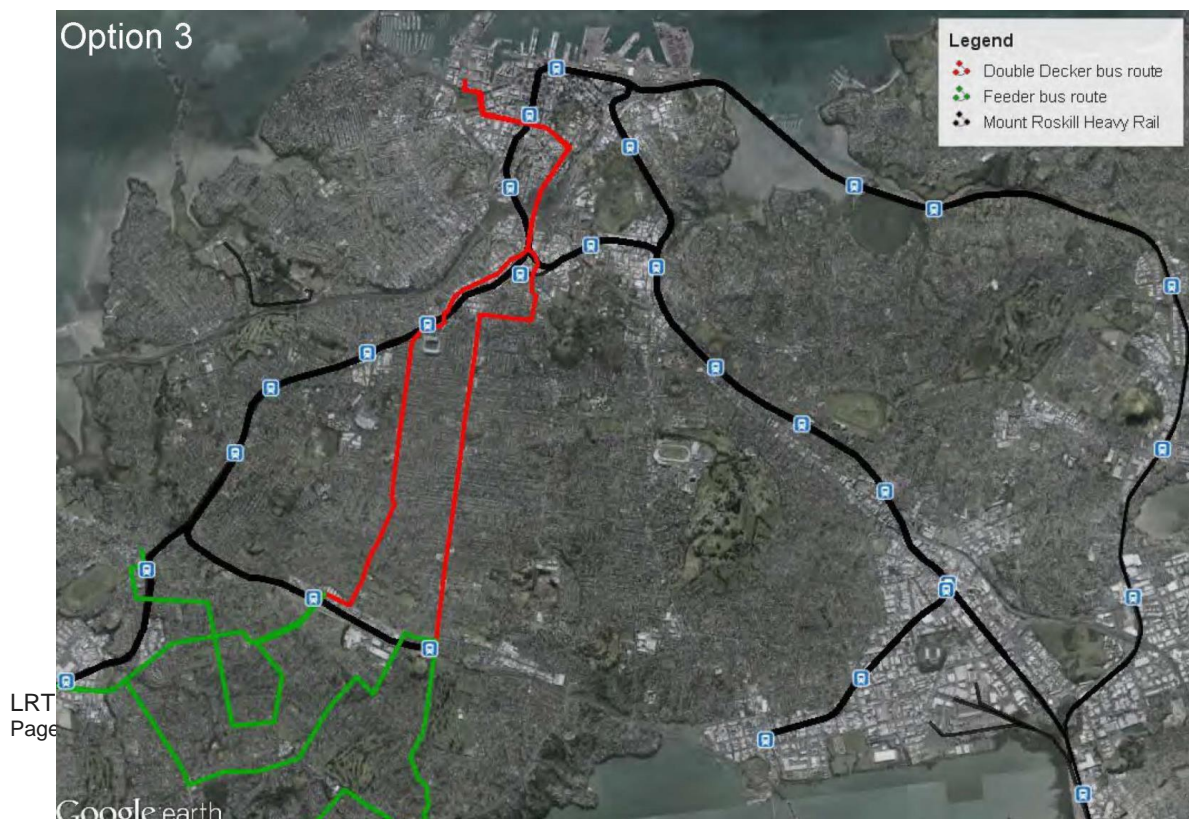 Option 3
Legend
Double Decker bus route
Feeder bus route
Mount Roskill Heavy Rail
LRT
Page
Google earth